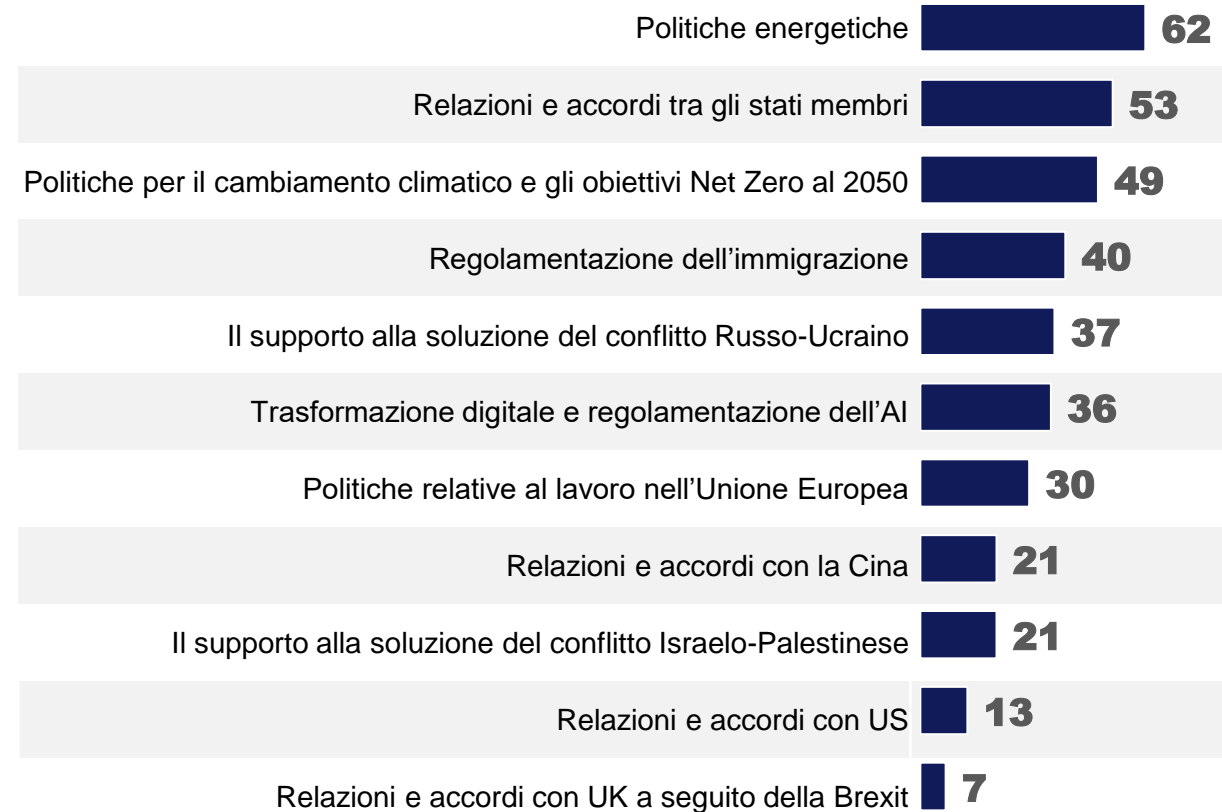 Politiche energetiche 62
Relazioni e accordi tra gli stati membri 53
Politiche per il cambiamento climatico e gli obiettivi Net Zero al 2050 49
Regolamentazione dell’immigrazione 40
Il supporto alla soluzione del conflitto Russo-Ucraino 37
Trasformazione digitale e regolamentazione dell’AI 36
Politiche relative al lavoro nell’Unione Europea 30
Relazioni e accordi con la Cina 21
Il supporto alla soluzione del conflitto Israelo-Palestinese 21
Relazioni e accordi con US 13
Relazioni e accordi con UK a seguito della Brexit 7